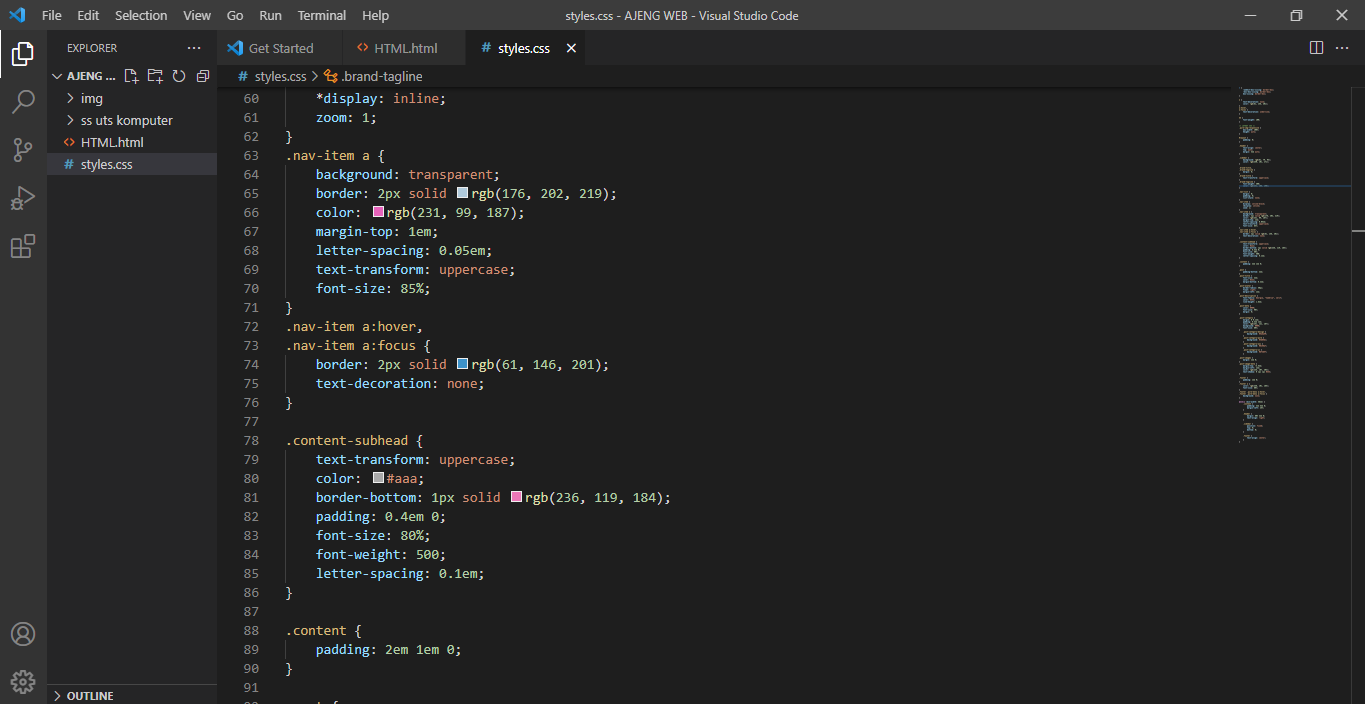 File Edit Selection View Go Run Terminal Help
styles.css - AJENG WEB - Visual Studio Code
EXPLORER
Get Started
HTML.html
# styles.css
AJENG ...
# styles.css > .brand-tagline
img
ss uts komputer
HTML.html
# styles.css
60 *display: inline;
61 zoom: 1;
62 }
63 .nav-item a {
64 background: transparent;
65 border: 2px solid rgb(176, 202, 219);
66 color: rgb(231, 99, 187);
67 margin-top: 1em;
68 letter-spacing: 0.05em;
69 text-transform: uppercase;
70 font-size: 85%;
71 }
72 .nav-item a:hover,
73 .nav-item a:focus {
74 border: 2px solid rgb(61, 146, 201);
75 text-decoration: none;
76 }
77
78 .content-subhead {
79 text-transform: uppercase;
80 color: #aaa;
81 border-bottom: 1px solid rgb(236, 119, 184);
82 padding: 0.4em 0;
83 font-size: 80%;
84 font-weight: 500;
85 letter-spacing: 0.1em;
86 }
87
88 .content {
89 padding: 2em 1em 0;
90 }
91
OUTLINE